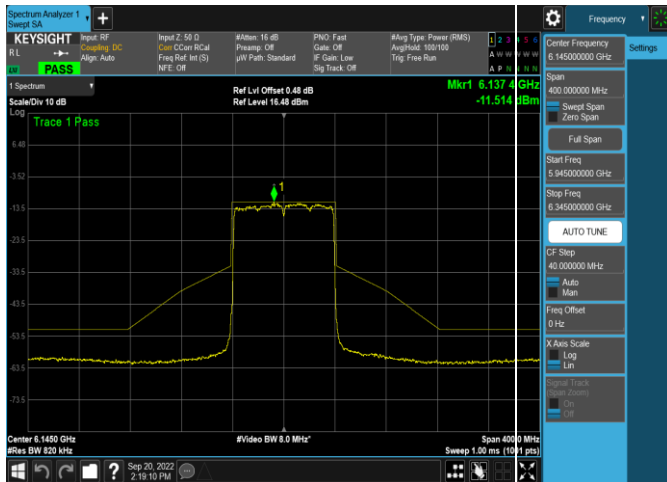 Spectrum Analyzer 1
Swept SA
Frequency
KEYSIGHT
RL
PASS
Input: RF
Coupling: DC
Align: Auto
Input Z: 50 Ω
Corr CCorr RCal
Freq Ref: Int (S)
NFE: Off
#Atten: 16 dB
Preamp: Off
µW Path: Standard
PNO: Fast
Gate: Off
IF Gain: Low
Sig Track: Off
#Avg Type: Power (RMS)
Avg|Hold: 100/100
Trig: Free Run
1 2 3 4 5 6
A W W W W W
A P N N N N
1 Spectrum
Scale/Div 10 dB
Log
Ref Lvl Offset 0.48 dB
Ref Level 16.48 dBm
Mkr1 6.137 4 GHz
-11.514 dBm
Trace 1 Pass
6.48
-3.52
-13.5
-23.5
-33.5
-43.5
-53.5
-63.5
-73.5
1
Center 6.1450 GHz
#Res BW 820 kHz
#Video BW 8.0 MHz*
Span 400.0 MHz
Sweep 1.00 ms (1001 pts)
Sep 20, 2022
2:19:10 PM
Center Frequency
6.145000000 GHz
Settings
Span
400.000000 MHz
Swept Span
Zero Span
Full Span
Start Freq
5.945000000 GHz
Stop Freq
6.345000000 GHz
AUTO TUNE
CF Step
40.000000 MHz
Auto
Man
Freq Offset
0 Hz
X Axis Scale
Log
Lin
Signal Track
(Span Zoom)
On
Off